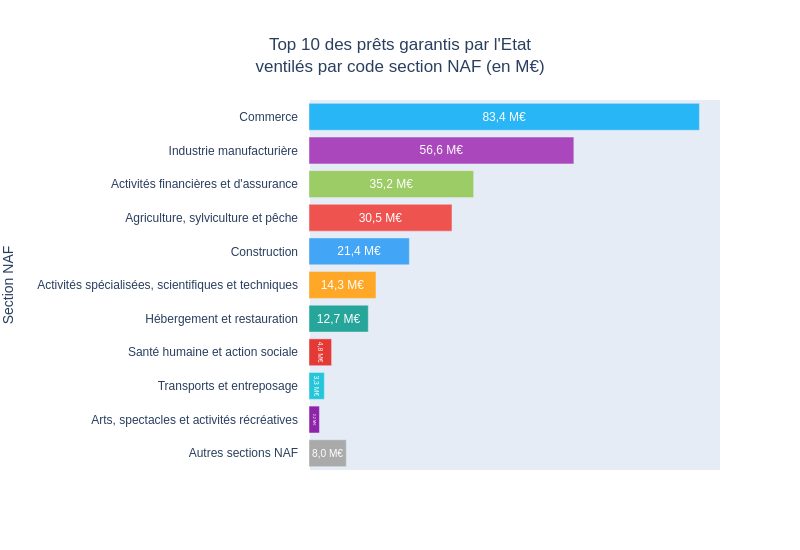 Top 10 des prêts garantis par l'Etat
ventilés par code section NAF (en M€)
Section NAF
Commerce 83,4 M€
Industrie manufacturière 56,6 M€
Activités financières et d'assurance 35,2 M€
Agriculture, sylviculture et pêche 30,5 M€
Construction 21,4 M€
Activités spécialisées, scientifiques et techniques 14,3 M€
Hébergement et restauration 12,7 M€
Santé humaine et action sociale 4,8 M€
Transports et entreposage 3,3 M€
Arts, spectacles et activités récréatives
Autres sections NAF 8,0 M€